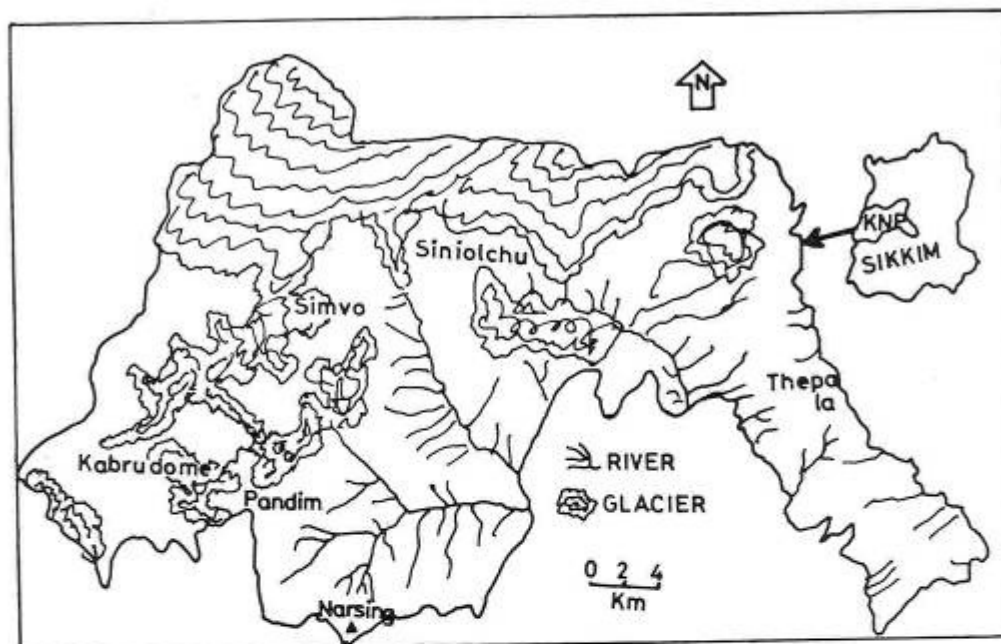 N
KNP
SIKKIM
Siniolchu
Simvo
Thepa
la
Kabrudome
Pandim
RIVER
GLACIER
0 2 4
Km
Narsing